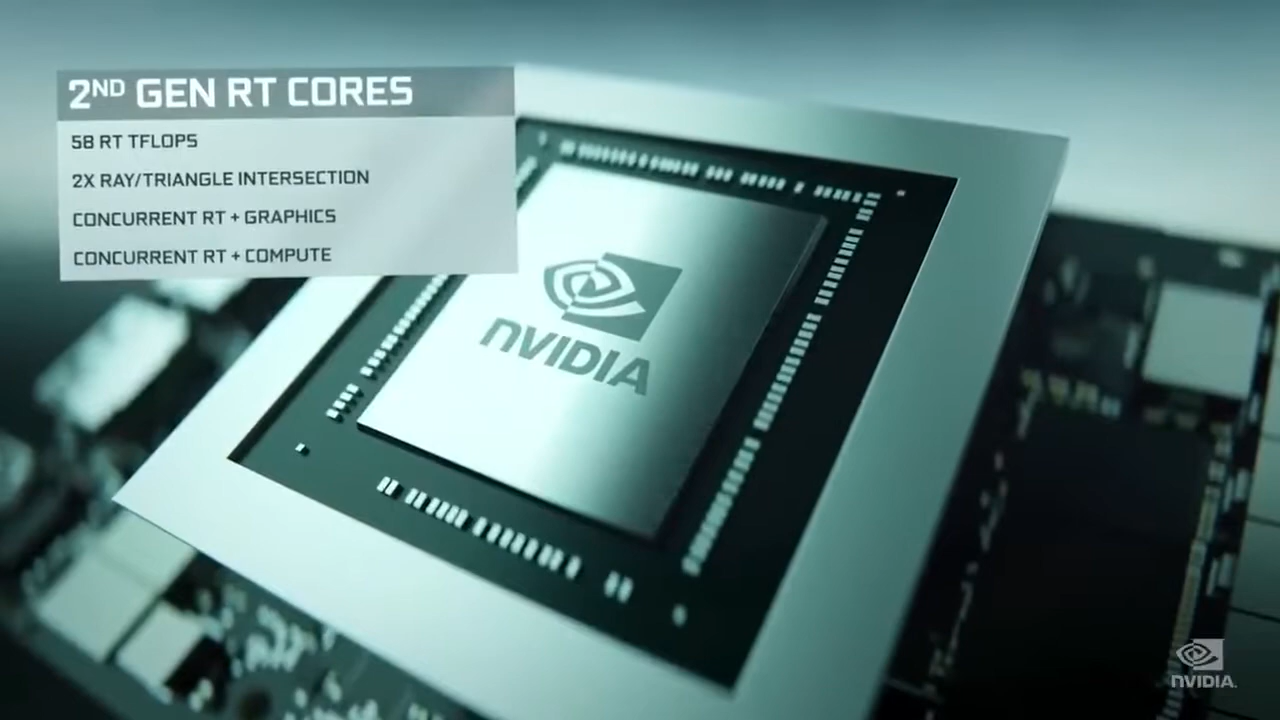 2ND GEN RT CORES
58 RT TFLOPS
2X RAY/TRIANGLE INTERSECTION
CONCURRENT RT + GRAPHICS
CONCURRENT RT + COMPUTE
NVIDIA
NVIDIA.